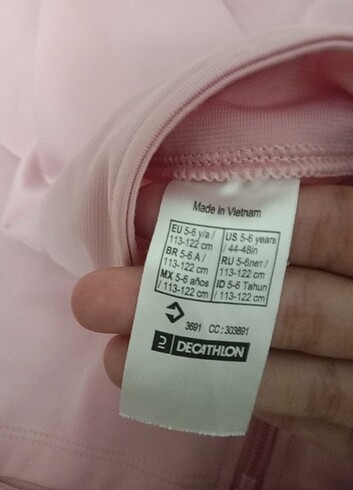 Made in Vietnam
EU 5-6 y/a / 113-122 cm
US 5-6 years / 44-48in
BR 5-6 A / 113-122 cm
RU 5-6лет / 113-122 cm
MX 5-6 años / 113-122 cm
ID 5-6 Tahun / 113-122 cm
3691 CC: 303891
DECATHLON